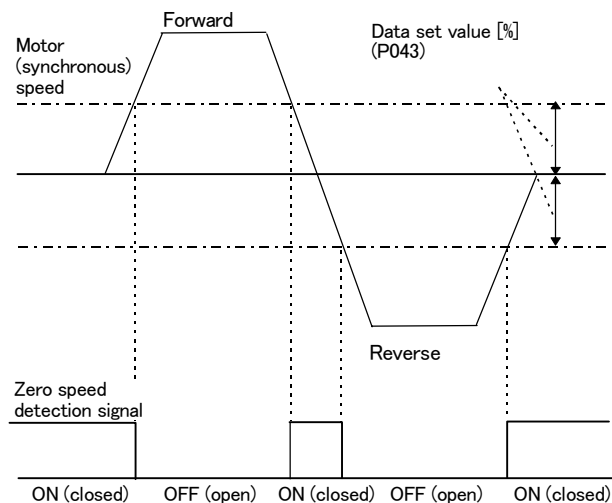 Forward
Data set value [%]
(P043)
Motor
(synchronous)
speed
Reverse
Zero speed
detection signal
ON (closed) OFF (open) ON (closed) OFF (open) ON (closed)